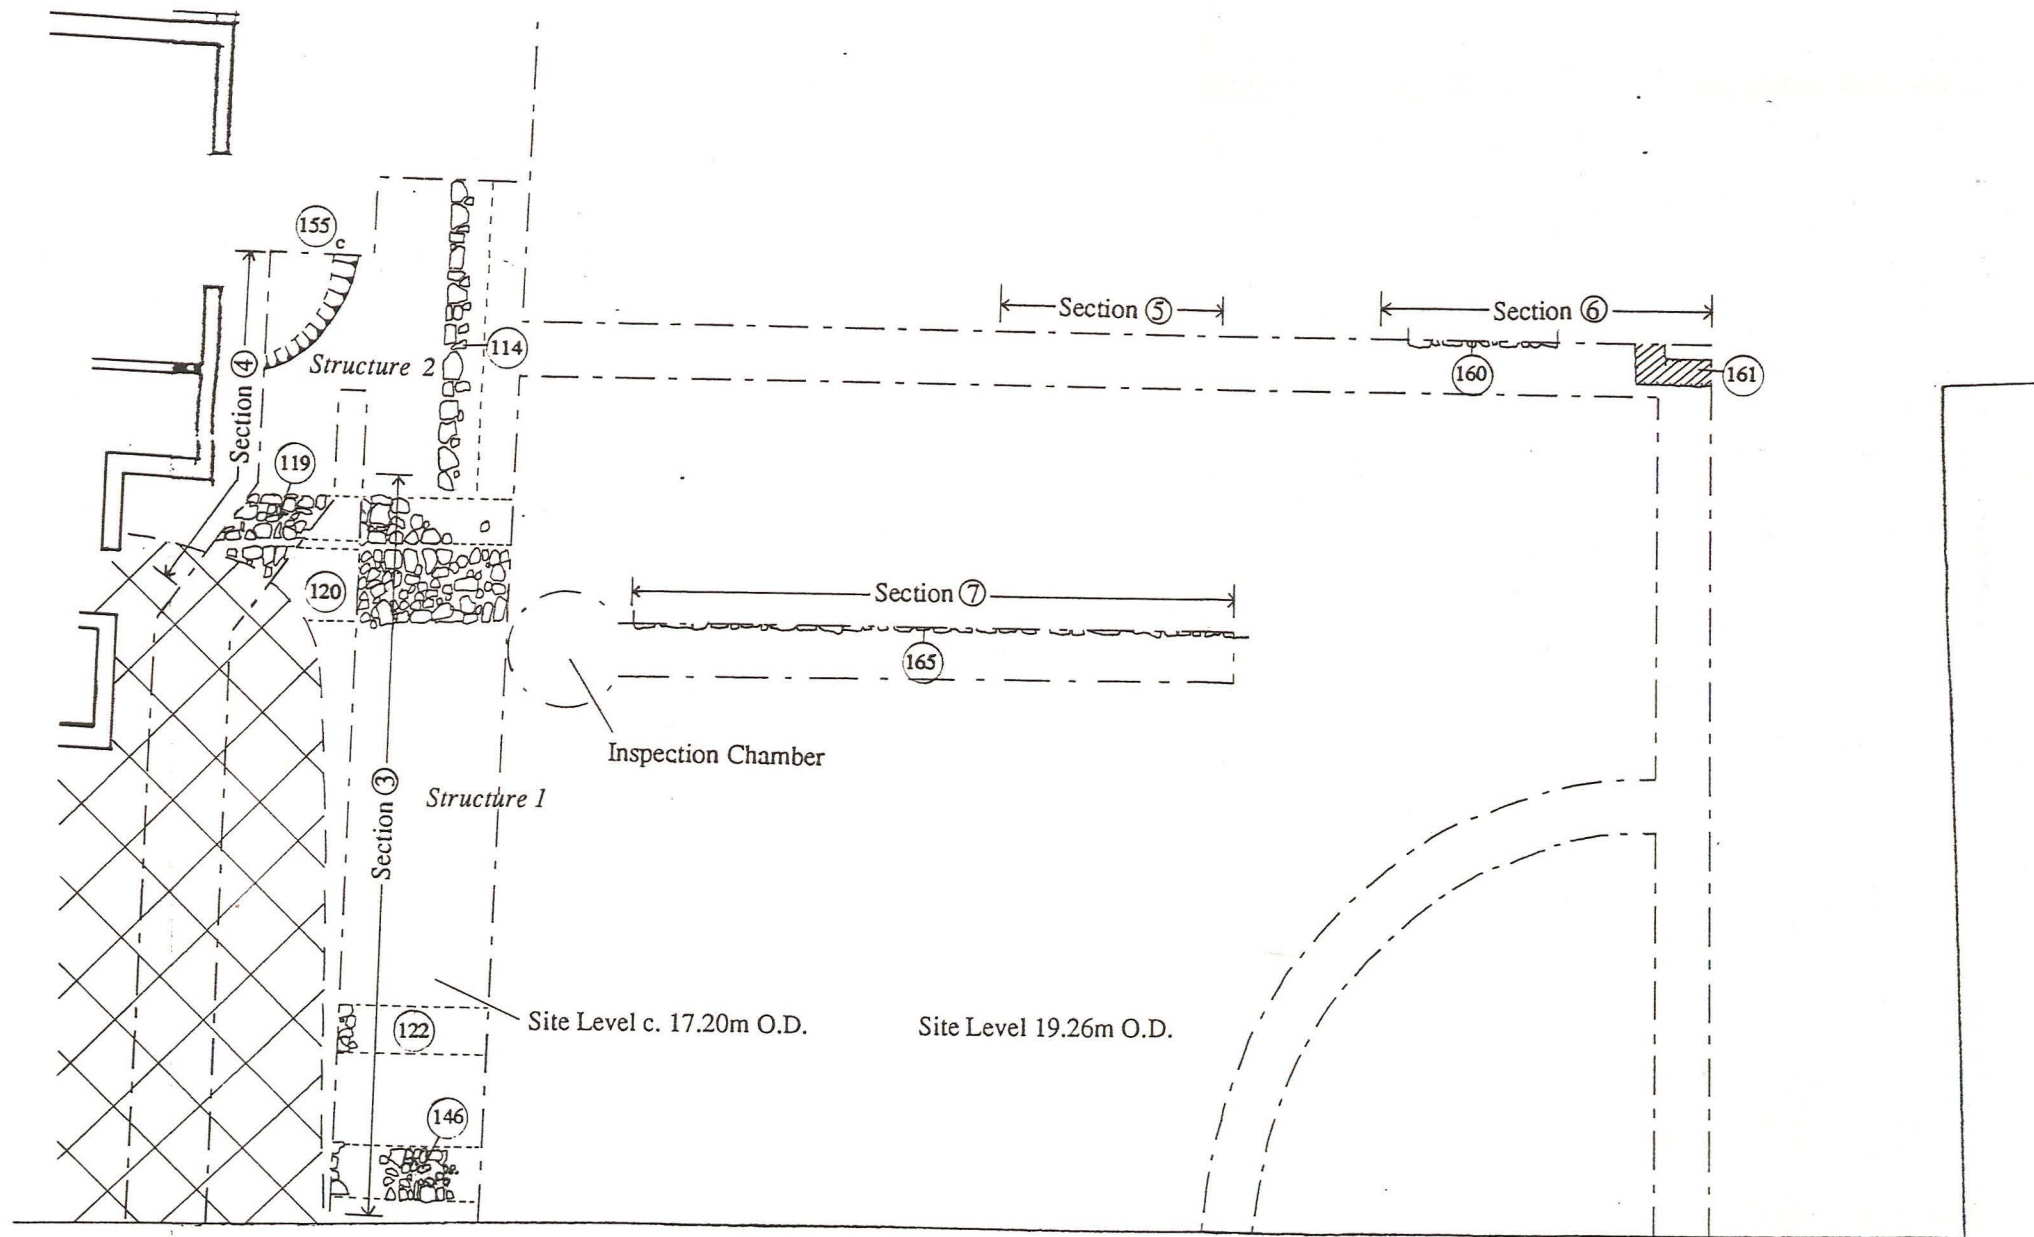 155
c
Section 5
Section 6
114
Structure 2
160
161
Section 4
119
120
Section 7
165
Inspection Chamber
Structure 1
Section 3
122
Site Level c. 17.20m O.D.
Site Level 19.26m O.D.
146